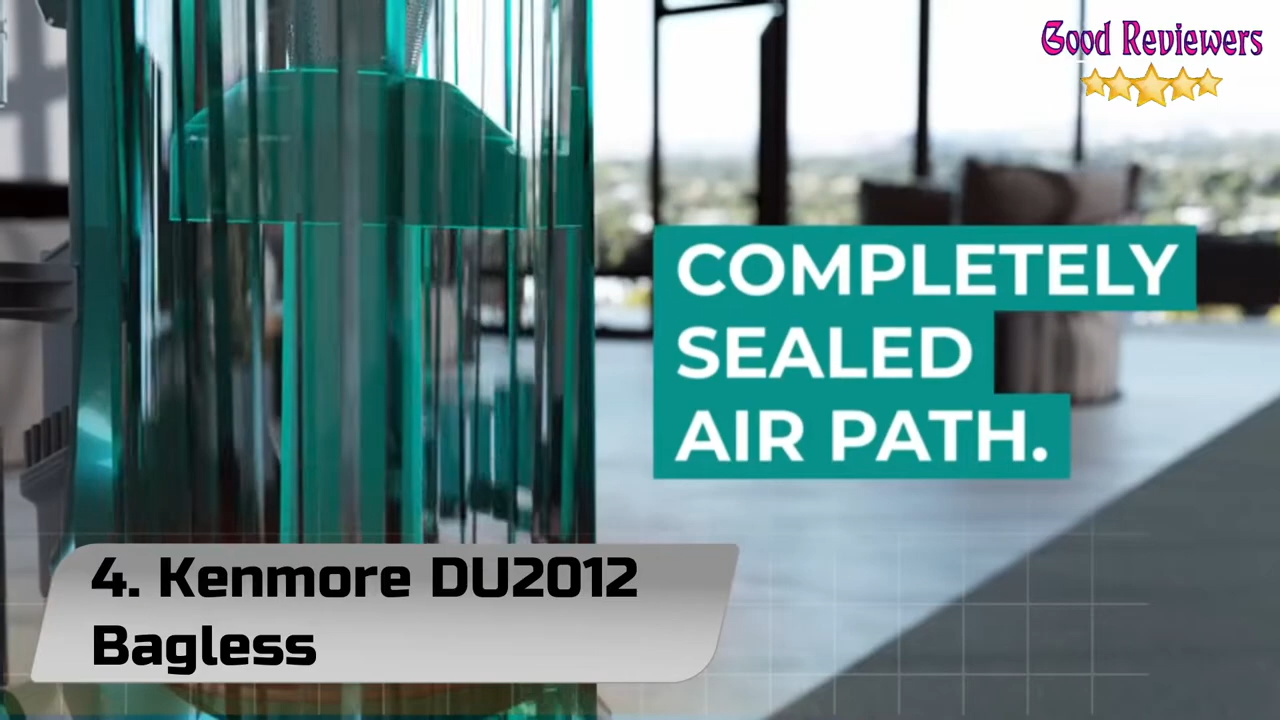 Good Reviewers
COMPLETELY
SEALED
AIR PATH.
4. Kenmore DU2012
Bagless